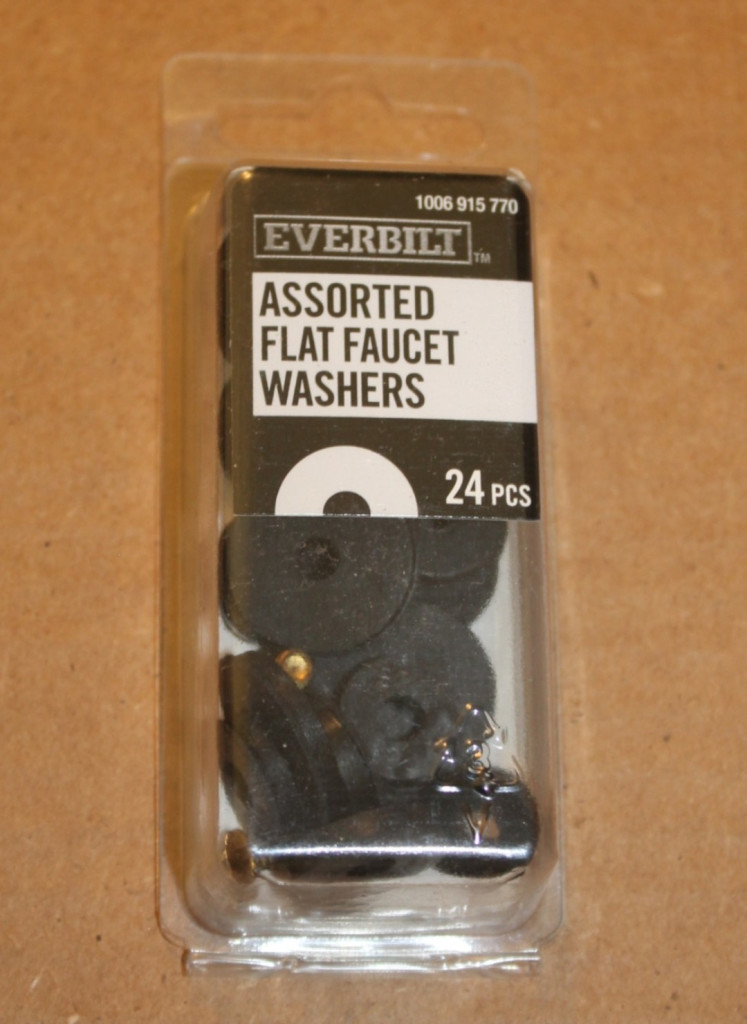 1006 915 770
EVERBILT TM
ASSORTED
FLAT FAUCET
WASHERS
24 PCS